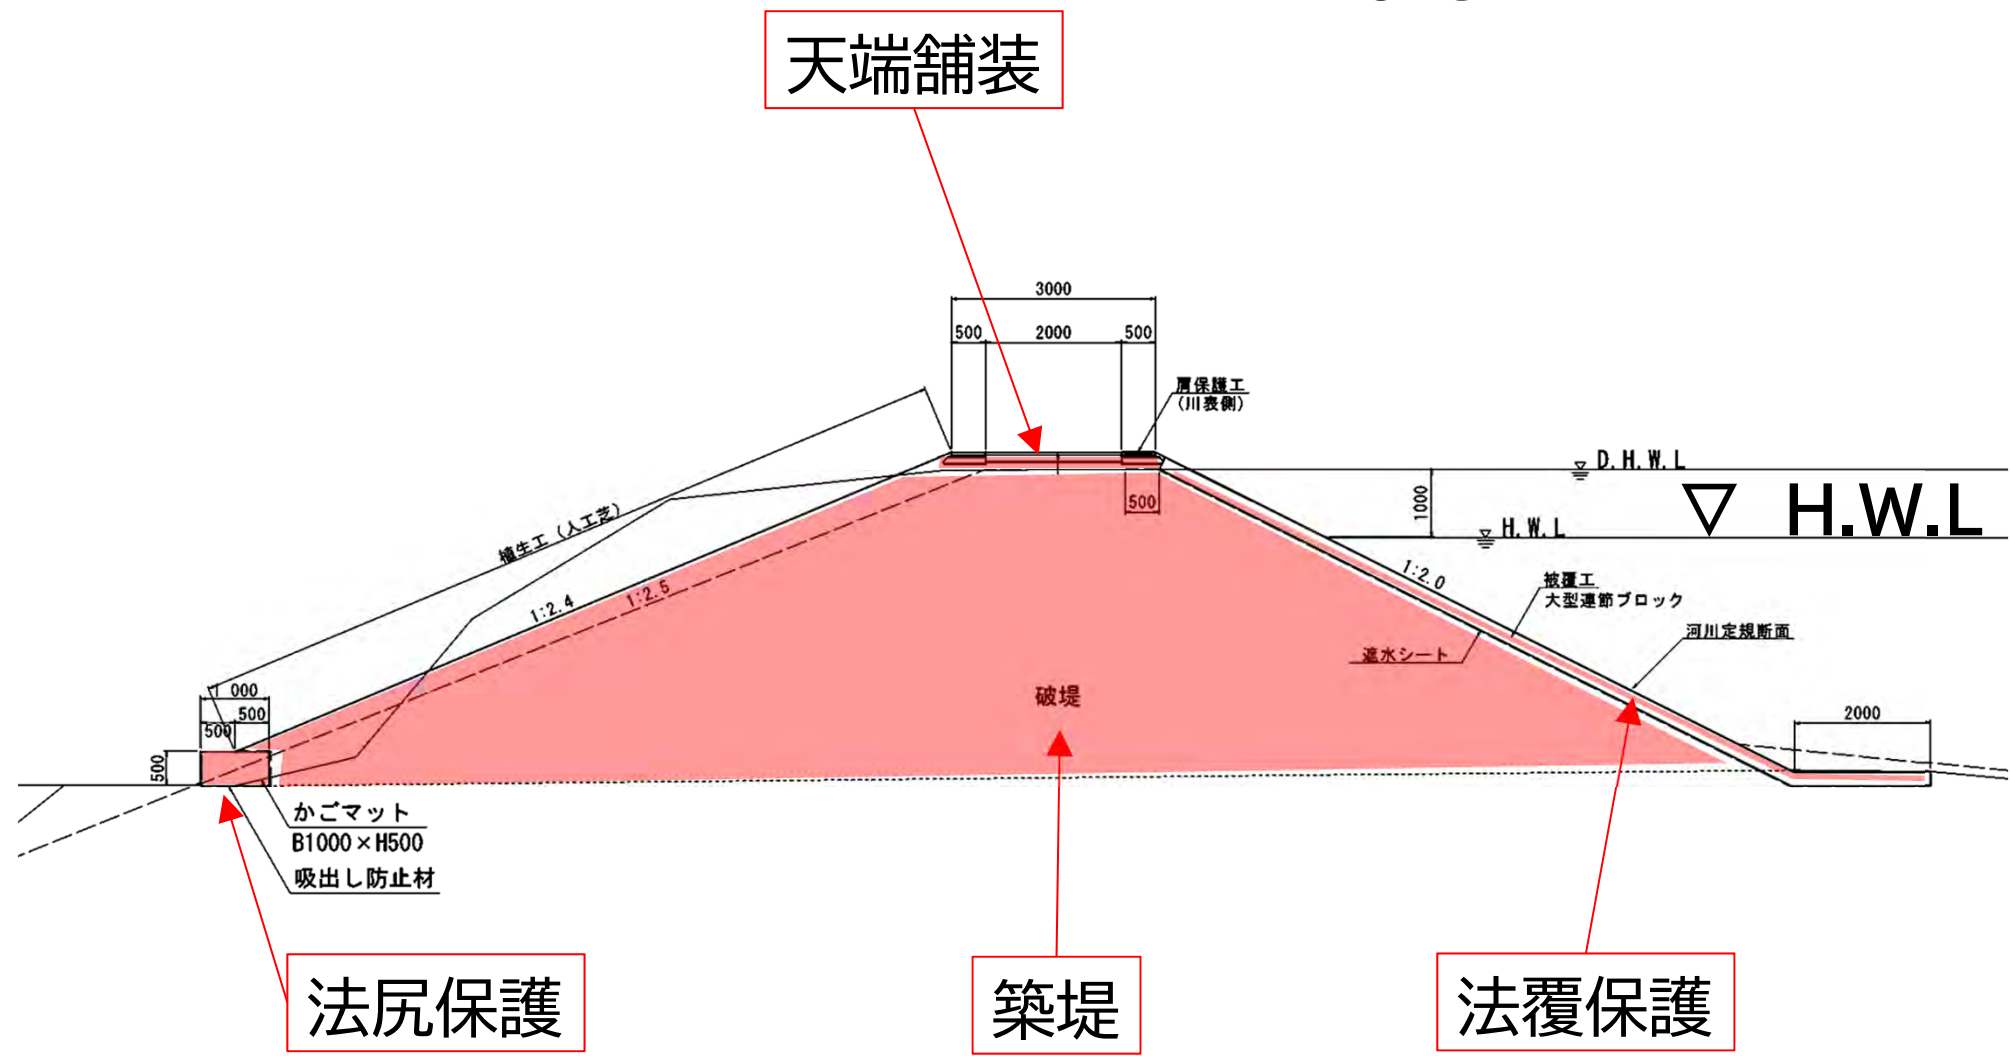 天端舗装
3000
500
2000
500
肩保護工
(川表側)
D.H.W.L
500
1000
▽ H.W.L
H.W.L
植生工(人工芝)
1:2.4
1:2.5
1:2.0
被覆工
大型連節ブロック
河川定規断面
遮水シート
破堤
1 000
500
500
500
2000
かごマット
B1000×H500
吸出し防止材
法尻保護
築堤
法覆保護